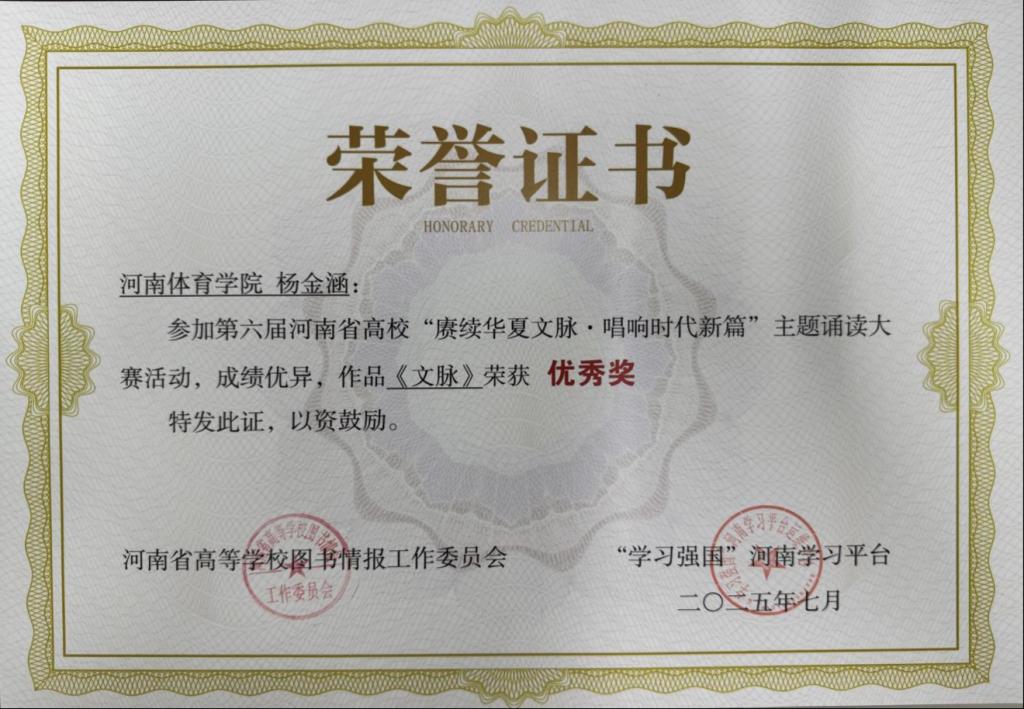 荣誉证书
HONORARY CREDENTIAL
河南体育学院 杨金涵：
参加第六届河南省高校“赓续华夏文脉·唱响时代新篇”主题诵读大
赛活动，成绩优异，作品《文脉》荣获 优秀奖
特发此证，以资鼓励。
河南省高等学校图书情报工作委员会
工作委员会
“学习强国”河南学习平台
二〇二五年七月